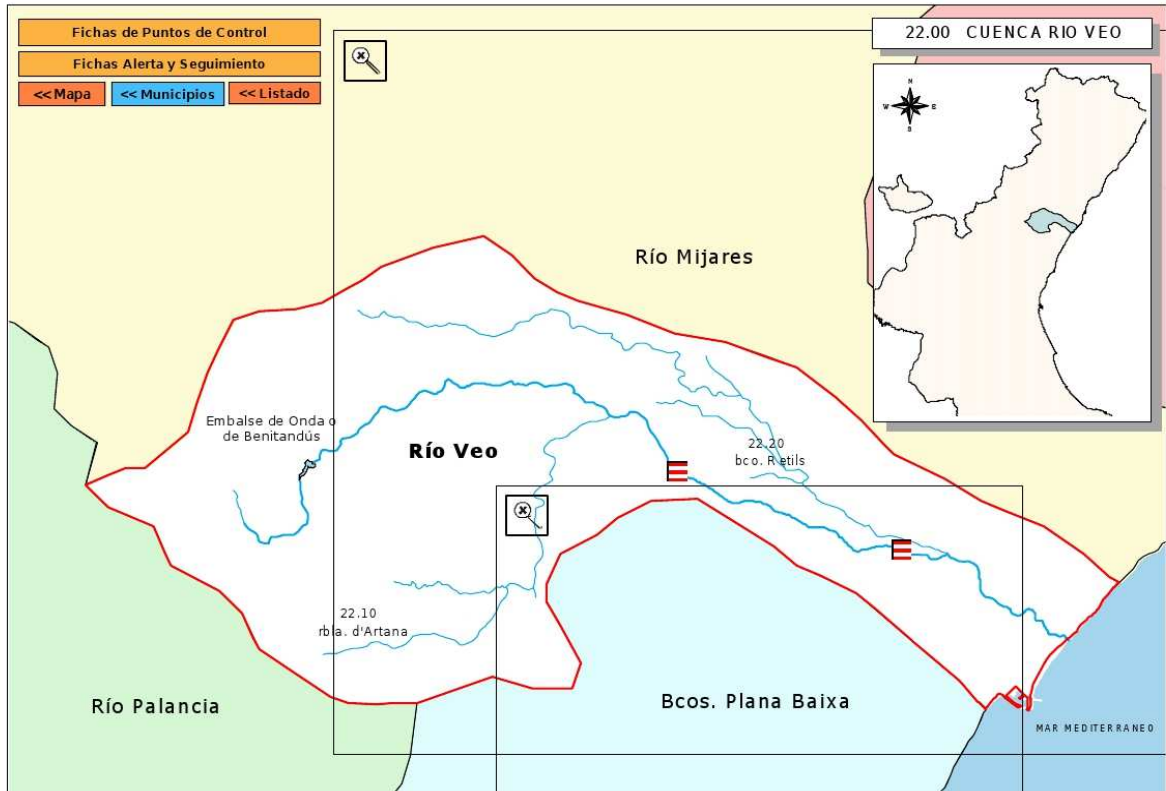 Fichas de Puntos de Control
Fichas Alerta y Seguimiento
<< Mapa
<< Municipios
<< Listado
22.00 CUENCA RIO VEO
N
W
E
S
Río Mijares
Embalse de Onda o
de Benitandús
Río Veo
22.20
bco. Retils
22.10
rbla. d'Artana
Río Palancia
Bcos. Plana Baixa
MAR MEDITERRANEO